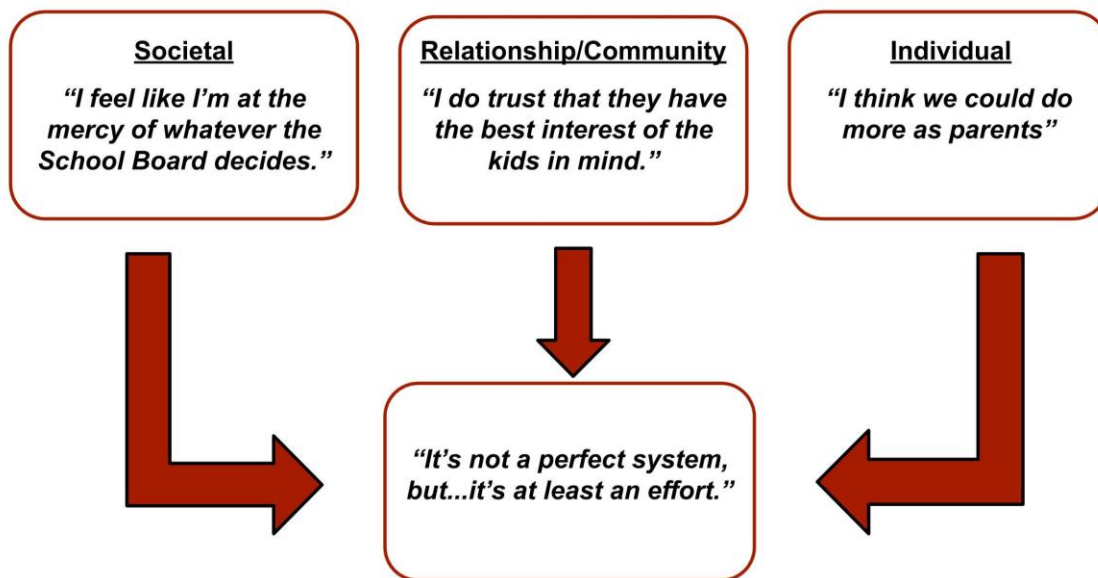 Societal
“I feel like I’m at the
mercy of whatever the
School Board decides.”
Relationship/Community
“I do trust that they have
the best interest of the
kids in mind.”
Individual
“I think we could do
more as parents”
“It’s not a perfect system,
but...it’s at least an effort.”